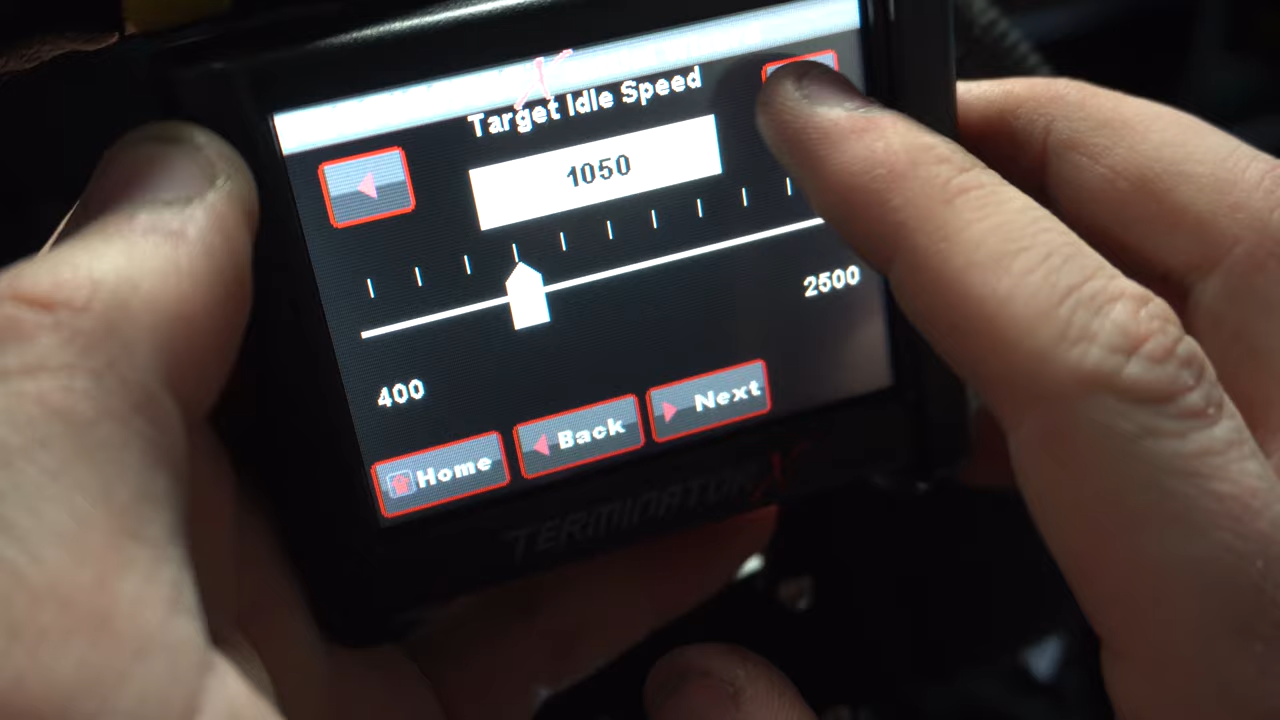 Target Idle Speed
1050
2500
400
Home
Back
Next
TERMINATOR X